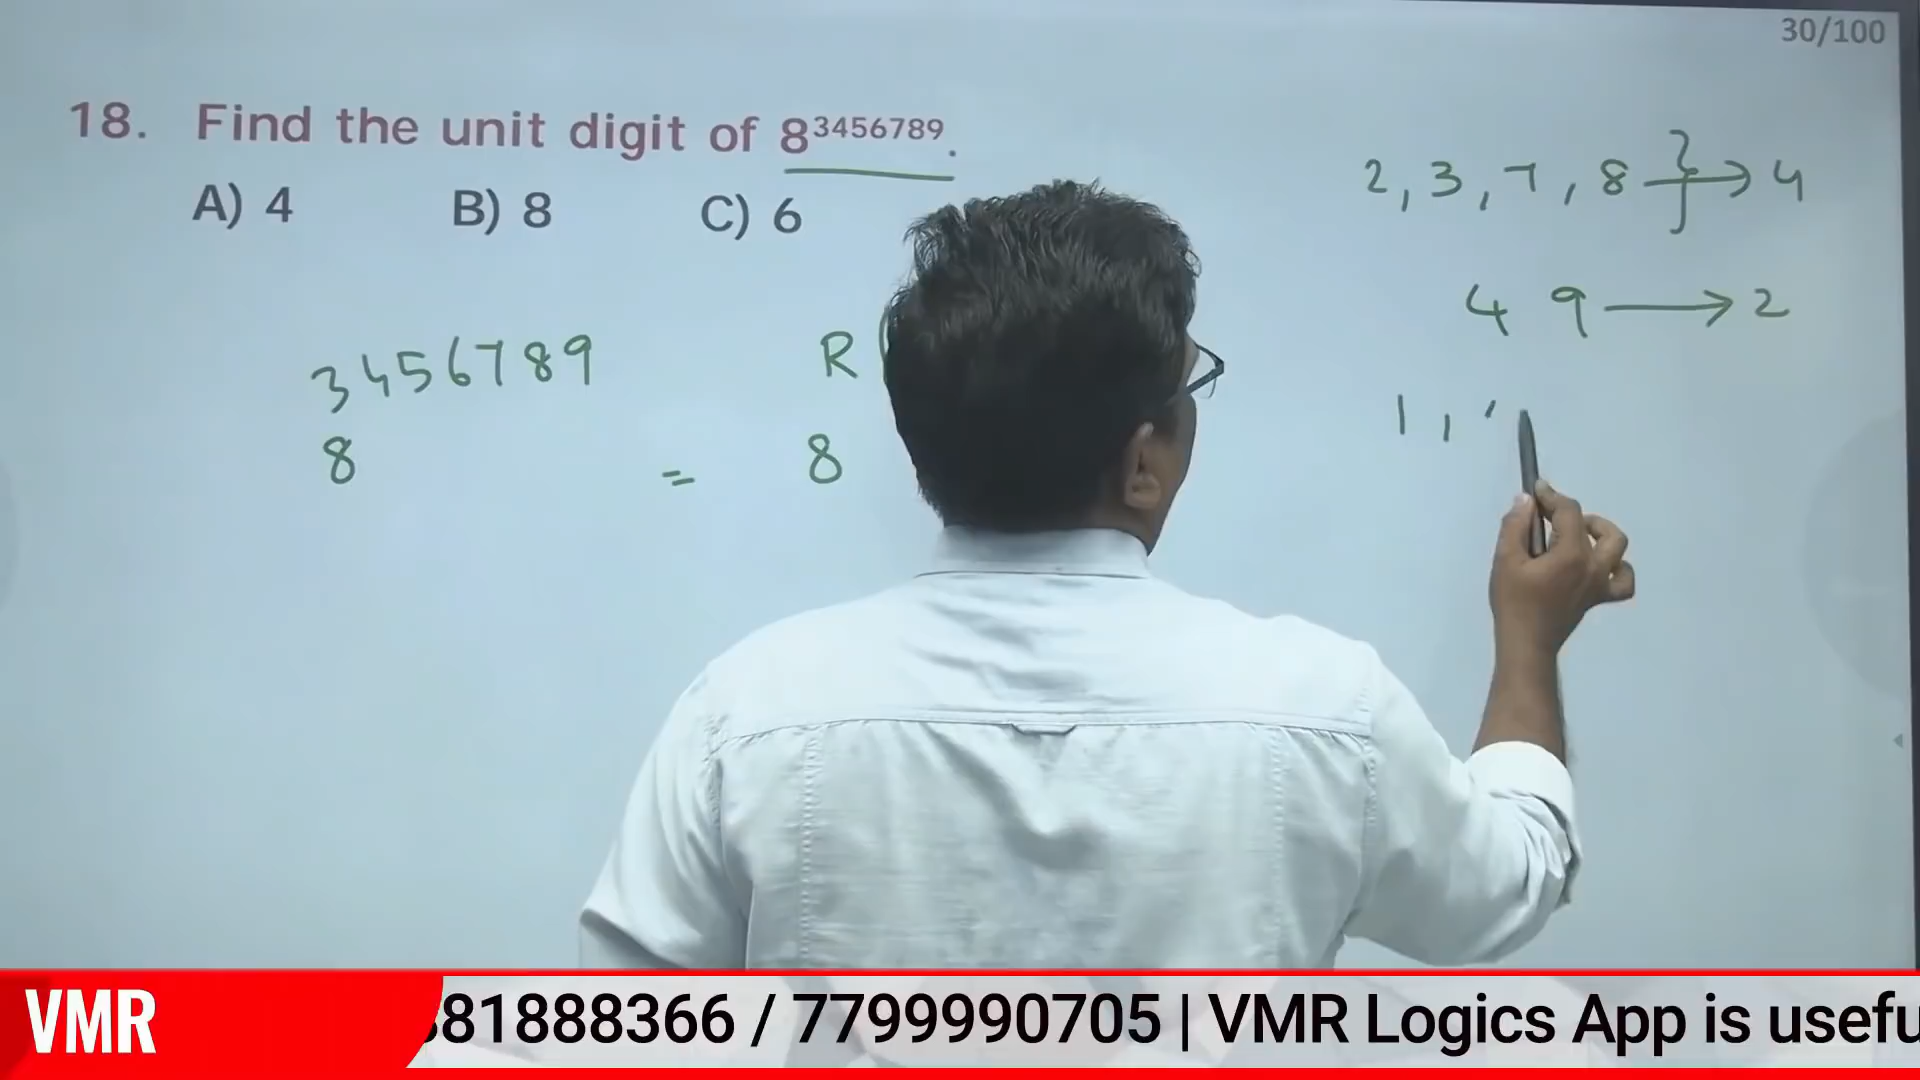 30/100
18. Find the unit digit of 8³⁴⁵⁶⁷⁸⁹.
A) 4 B) 8 C) 6
2, 3, 7, 8 } → 4
4 9 → 2
3456789 R
8 = 8
1 ,
VMR 81888366 / 7799990705 | VMR Logics App is usefu